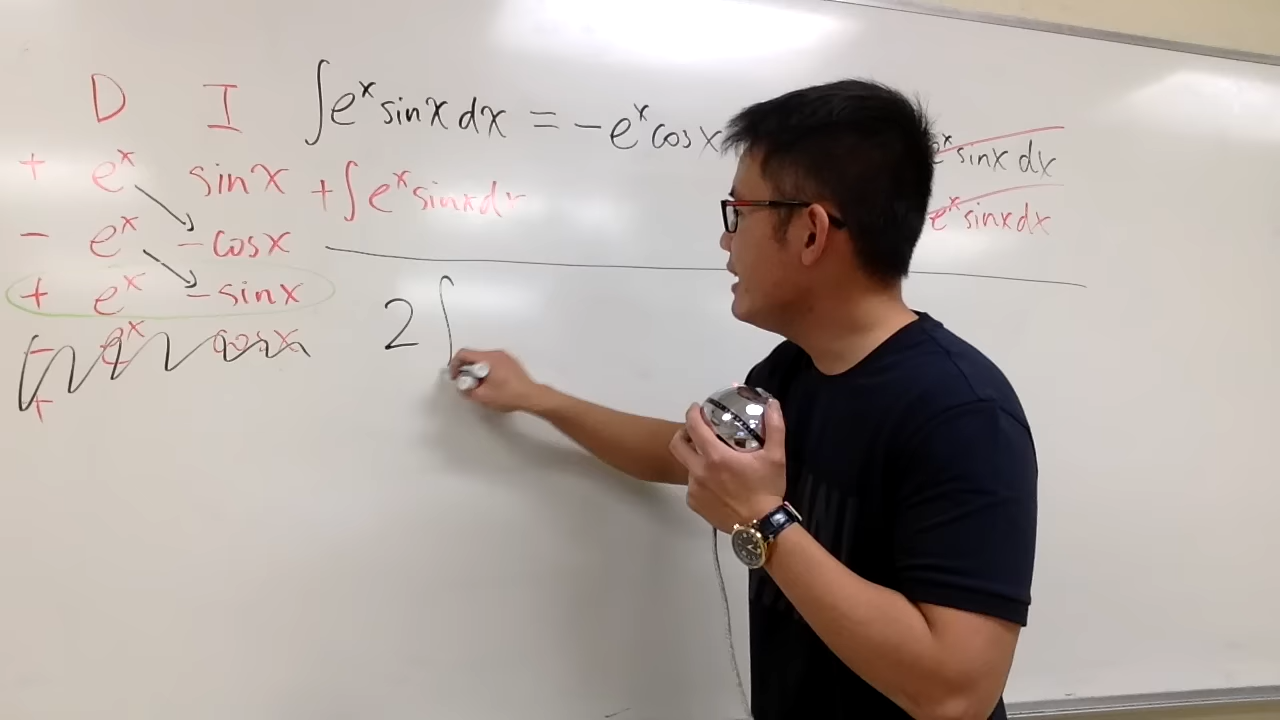 D I ∫eˣ sinx dx = -eˣ cosx eˣ sinx dx
+ eˣ sinx +∫eˣ sinx dx eˣ sinx dx
- eˣ -cosx
+ eˣ -sinx 2∫
- eˣ cosx
+